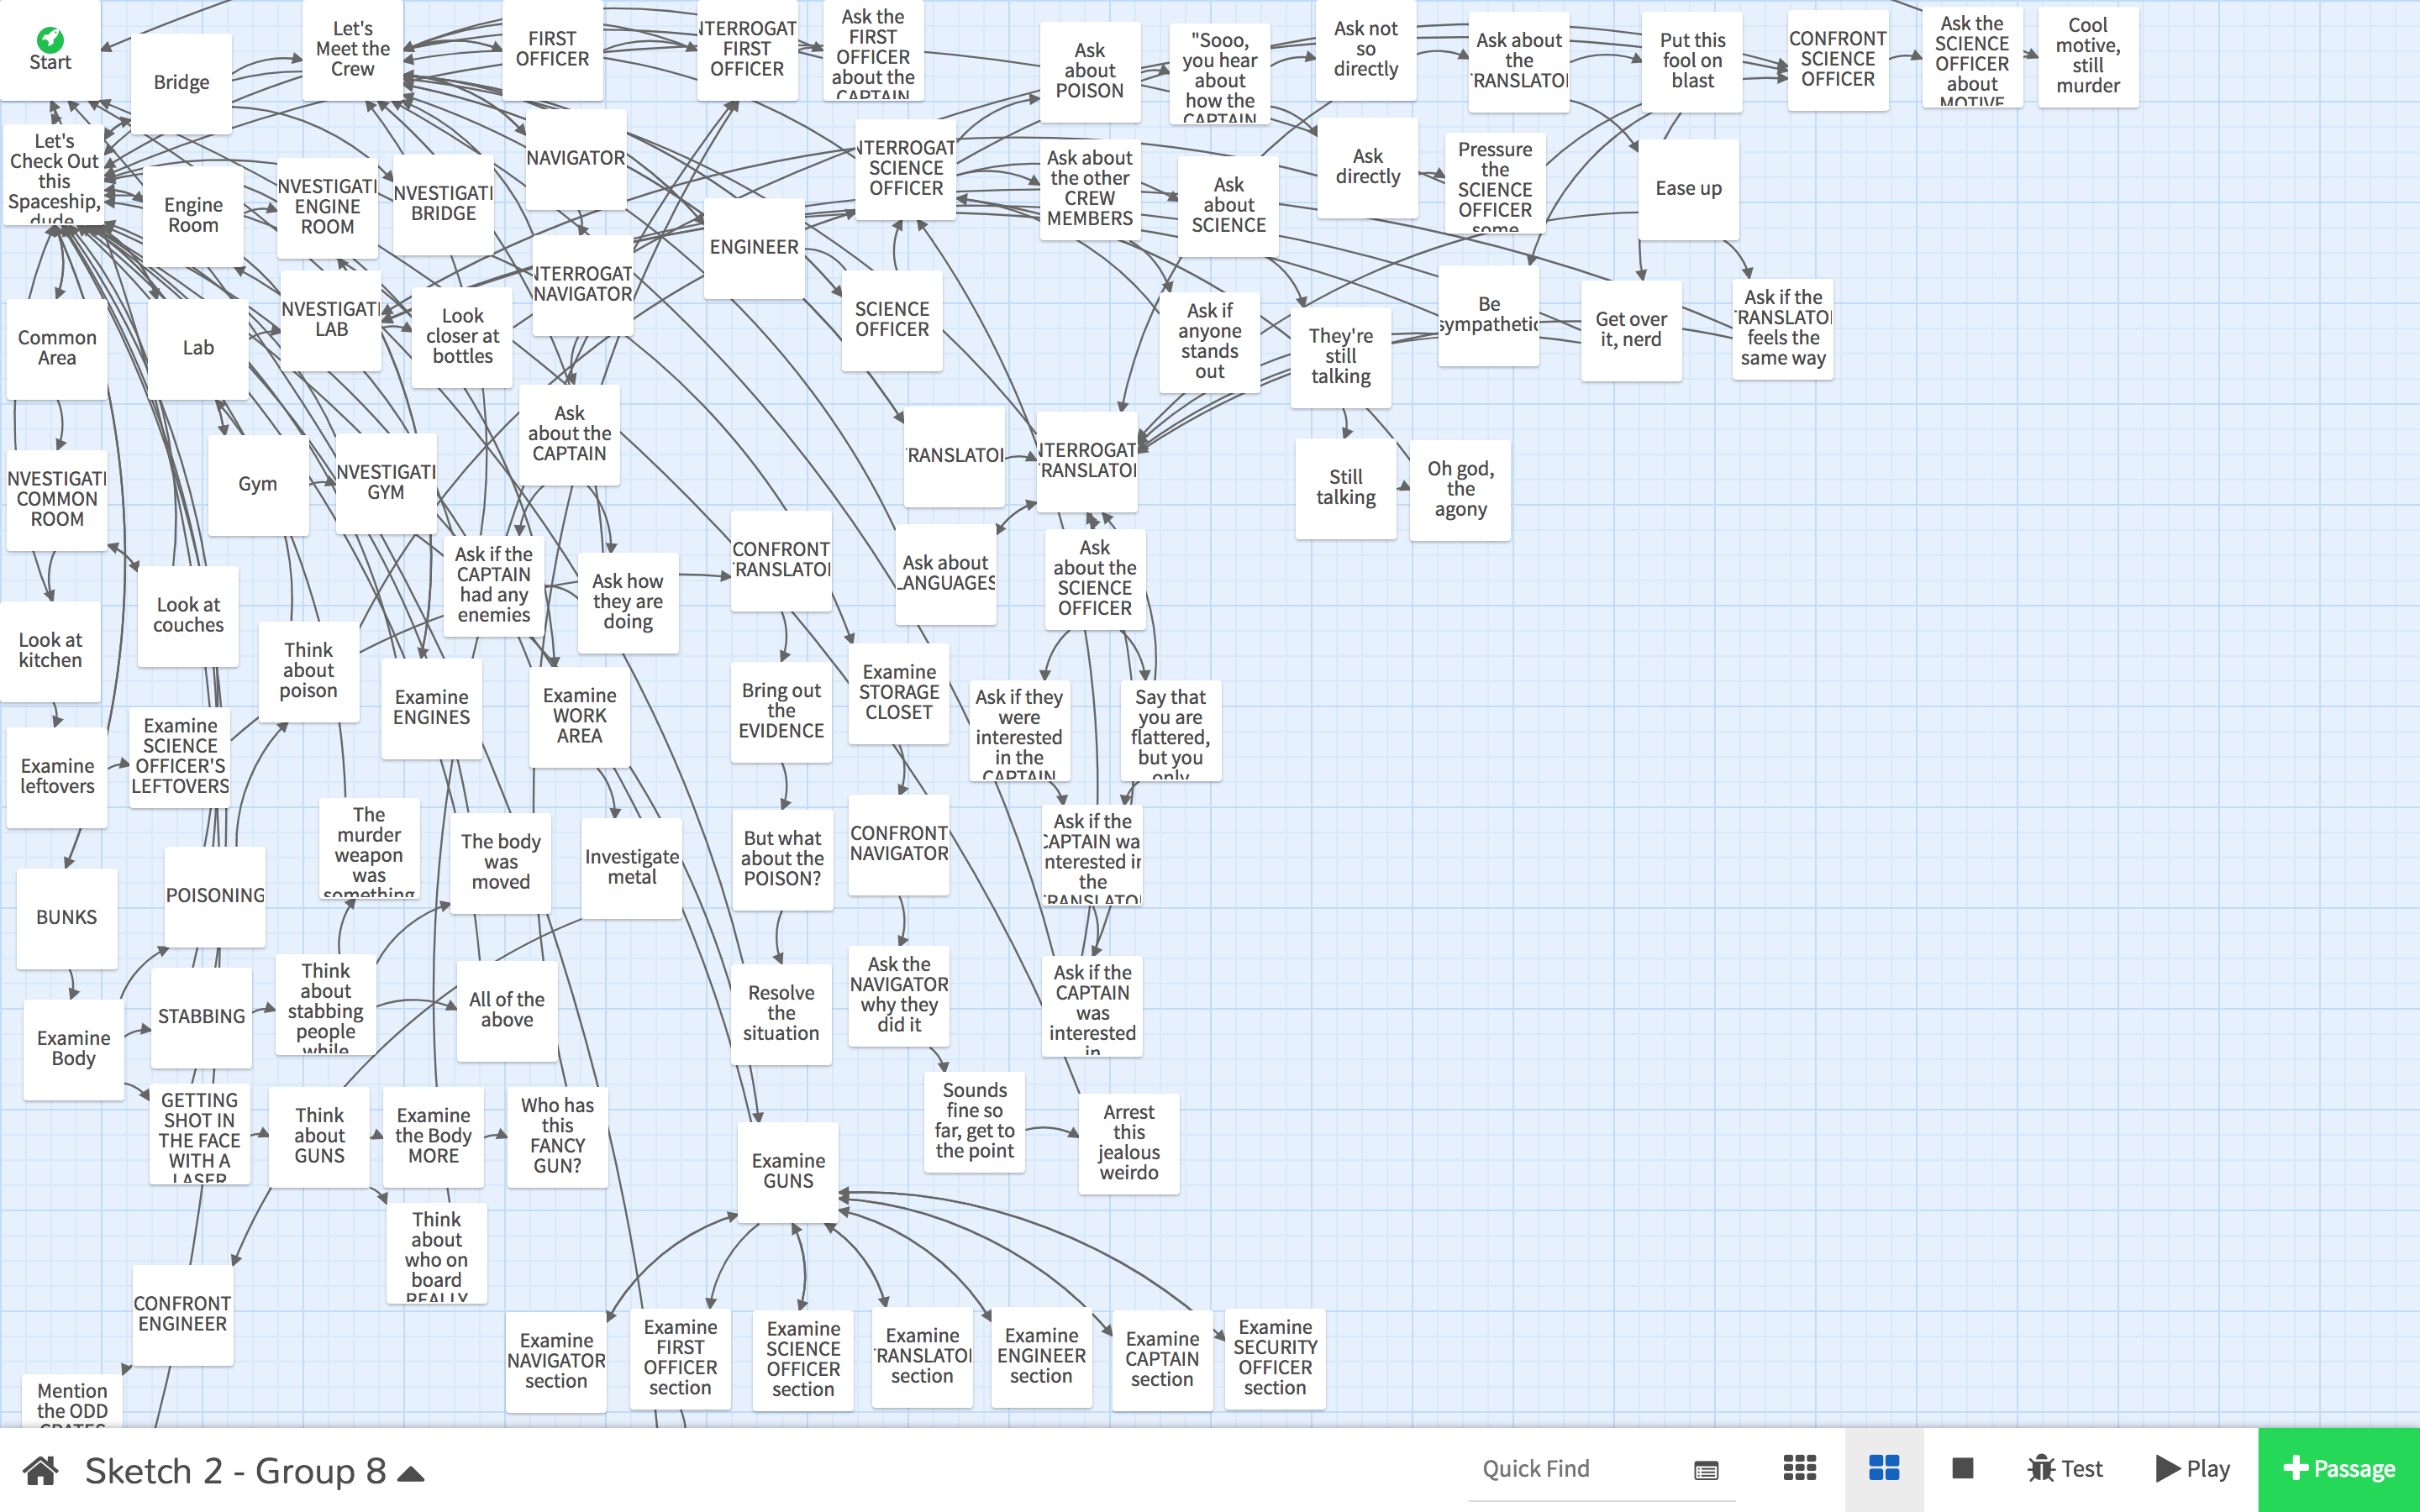 Start
Bridge
Let's
Meet the
Crew
FIRST
OFFICER
NTERROGAT
FIRST
OFFICER
Ask the
FIRST
OFFICER
about the
CAPTAIN
Ask
about
POISON
"Sooo,
you hear
about
how the
CAPTAIN
Ask not
so
directly
Ask about
the
TRANSLATOI
Put this
fool on
blast
CONFRONT
SCIENCE
OFFICER
Ask the
SCIENCE
OFFICER
about
MOTIVE
Cool
motive,
still
murder
Let's
Check Out
this
Spaceship,
dude
Engine
Room
NVESTIGATI
ENGINE
ROOM
NVESTIGATI
BRIDGE
NAVIGATOR
NTERROGAT
SCIENCE
OFFICER
Ask about
the other
CREW
MEMBERS
Ask
about
SCIENCE
Ask
directly
Pressure
the
SCIENCE
OFFICER
some
Ease up
ENGINEER
NTERROGAT
NAVIGATOR
Common
Area
Lab
NVESTIGATI
LAB
Look
closer at
bottles
SCIENCE
OFFICER
Ask if
anyone
stands
out
They're
still
talking
Be
sympathetic
Get over
it, nerd
Ask if the
TRANSLATOI
feels the
same way
Ask
about the
CAPTAIN
TRANSLATOI
NTERROGAT
TRANSLATOI
Still
talking
Oh god,
the
agony
NVESTIGATI
COMMON
ROOM
Gym
NVESTIGATI
GYM
Ask if the
CAPTAIN
had any
enemies
Ask how
they are
doing
CONFRONT
TRANSLATOI
Ask about
LANGUAGES
Ask
about the
SCIENCE
OFFICER
Look at
couches
Look at
kitchen
Think
about
poison
Examine
ENGINES
Examine
WORK
AREA
Bring out
the
EVIDENCE
Examine
STORAGE
CLOSET
Ask if they
were
interested
in the
CAPTAIN
Say that
you are
flattered,
but you
only
Examine
leftovers
Examine
SCIENCE
OFFICER'S
LEFTOVERS
The
murder
weapon
was
something
The body
was
moved
Investigate
metal
But what
about the
POISON?
CONFRONT
NAVIGATOR
Ask if the
CAPTAIN wa
nterested in
the
TRANSLATOI
BUNKS
POISONING
Examine
Body
STABBING
Think
about
stabbing
people
while
All of the
above
Resolve
the
situation
Ask the
NAVIGATOR
why they
did it
Ask if the
CAPTAIN
was
interested
in
GETTING
SHOT IN
THE FACE
WITH A
LASER
Think
about
GUNS
Examine
the Body
MORE
Who has
this
FANCY
GUN?
Examine
GUNS
Sounds
fine so
far, get to
the point
Arrest
this
jealous
weirdo
Think
about
who on
board
REALLY
CONFRONT
ENGINEER
Mention
the ODD
CRATES
Examine
NAVIGATOR
section
Examine
FIRST
OFFICER
section
Examine
SCIENCE
OFFICER
section
Examine
TRANSLATOI
section
Examine
ENGINEER
section
Examine
CAPTAIN
section
Examine
SECURITY
OFFICER
section
Sketch 2 - Group 8
Quick Find
Test
Play
Passage